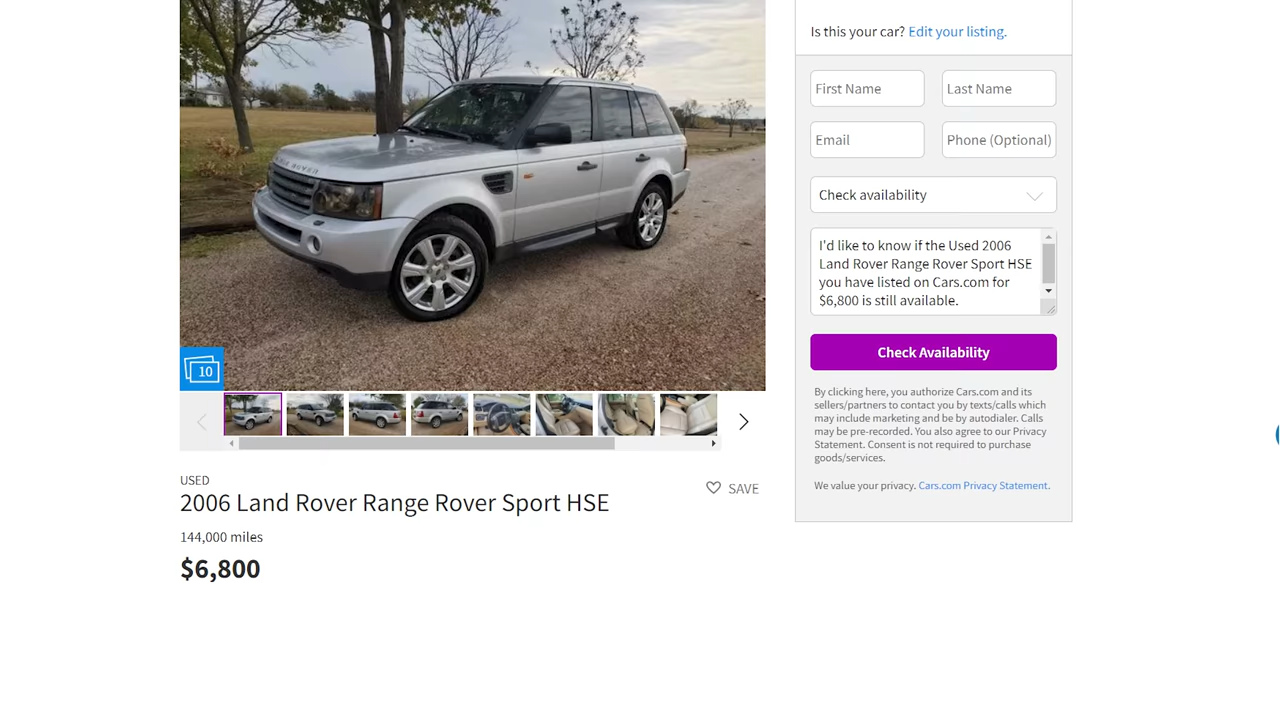 Is this your car? Edit your listing.
First Name
Last Name
Email
Phone (Optional)
Check availability
I'd like to know if the Used 2006
Land Rover Range Rover Sport HSE
you have listed on Cars.com for
$6,800 is still available.
Check Availability
By clicking here, you authorize Cars.com and its
sellers/partners to contact you by texts/calls which
may include marketing and be by autodialer. Calls
may be pre-recorded. You also agree to our Privacy
Statement. Consent is not required to purchase
goods/services.
We value your privacy. Cars.com Privacy Statement.
10
USED
2006 Land Rover Range Rover Sport HSE
SAVE
144,000 miles
$6,800